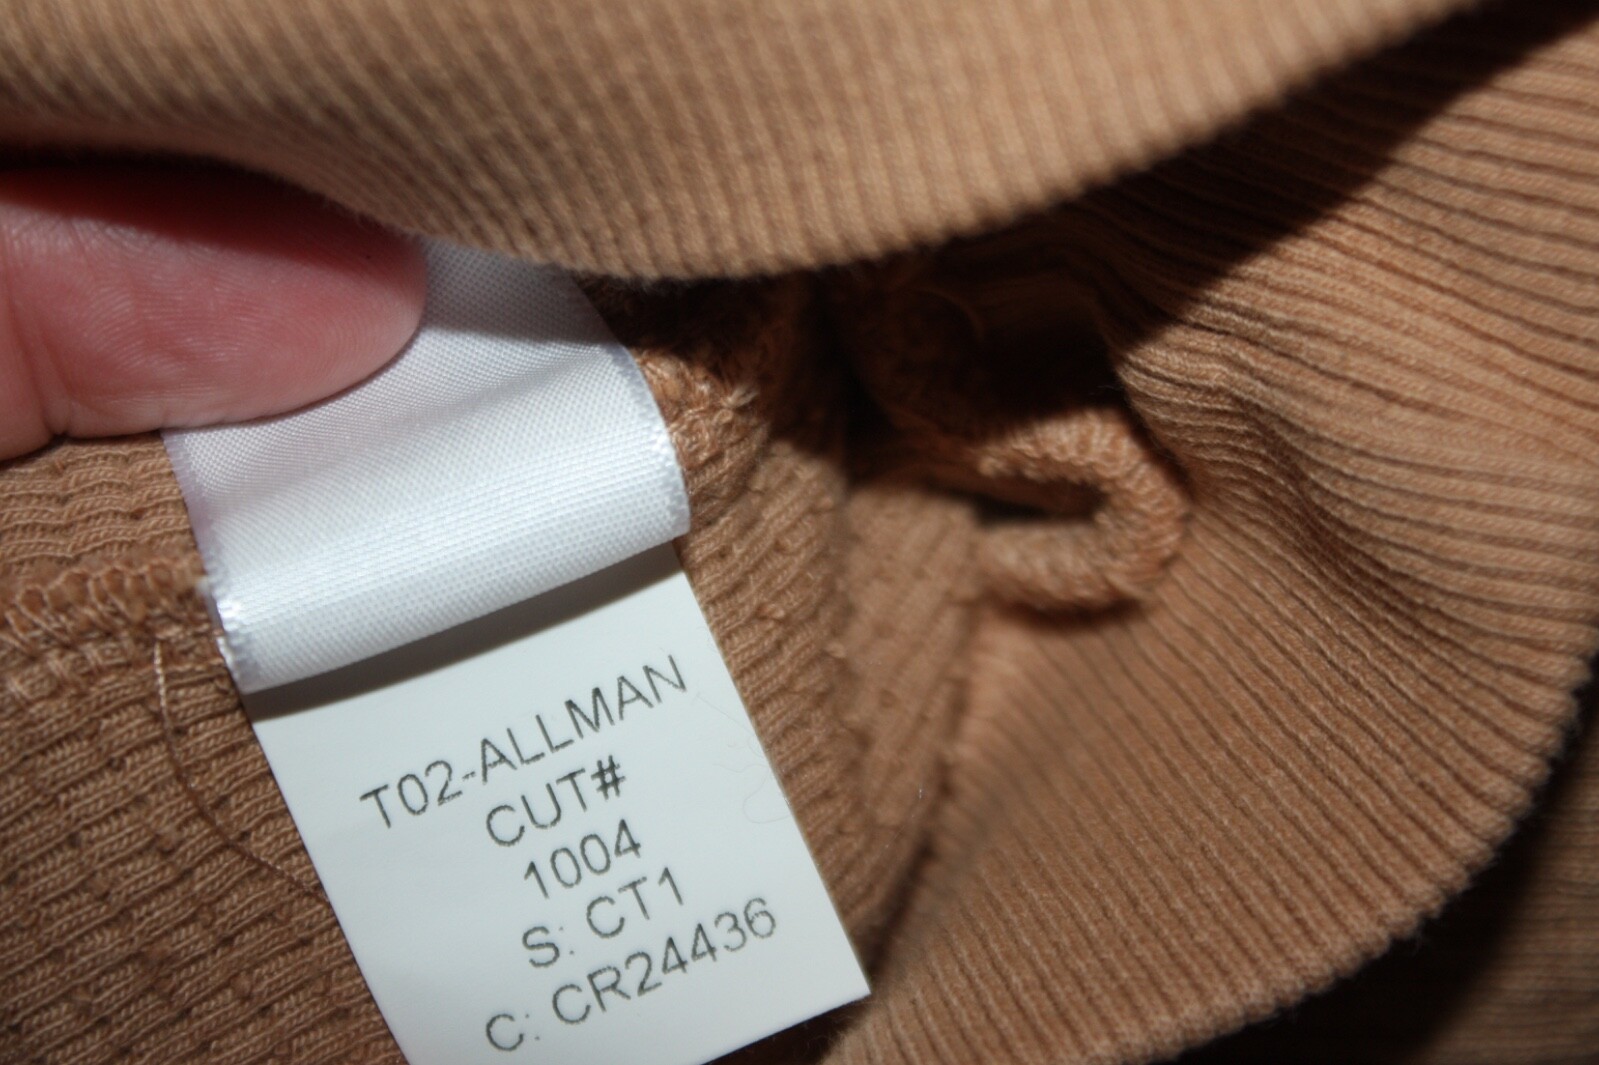 T02-ALLMAN
CUT#
1004
S: CT1
C: CR24436